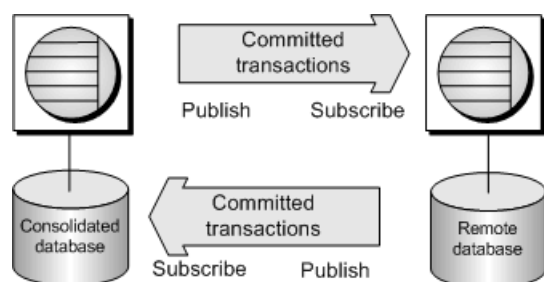 Committed
transactions
Publish Subscribe
Consolidated
database
Committed
transactions
Subscribe Publish
Remote
database